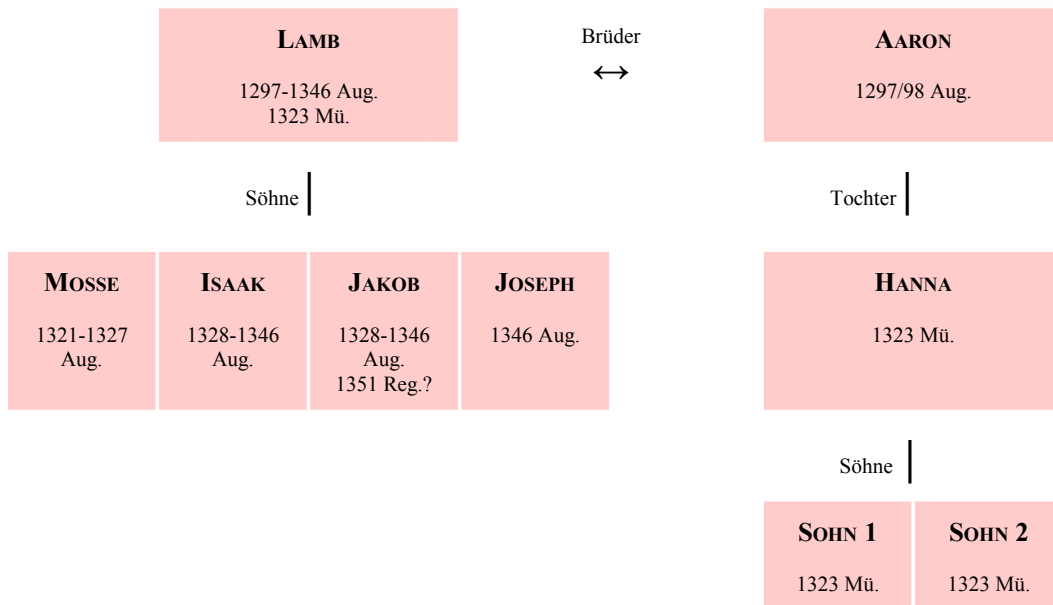 LAMB
1297-1346 Aug.
1323 Mü.
Brüder
↔
AARON
1297/98 Aug.
Söhne
Tochter
MOSSE
1321-1327
Aug.
ISAAK
1328-1346
Aug.
JAKOB
1328-1346
Aug.
1351 Reg.?
JOSEPH
1346 Aug.
HANNA
1323 Mü.
Söhne
SOHN 1
1323 Mü.
SOHN 2
1323 Mü.